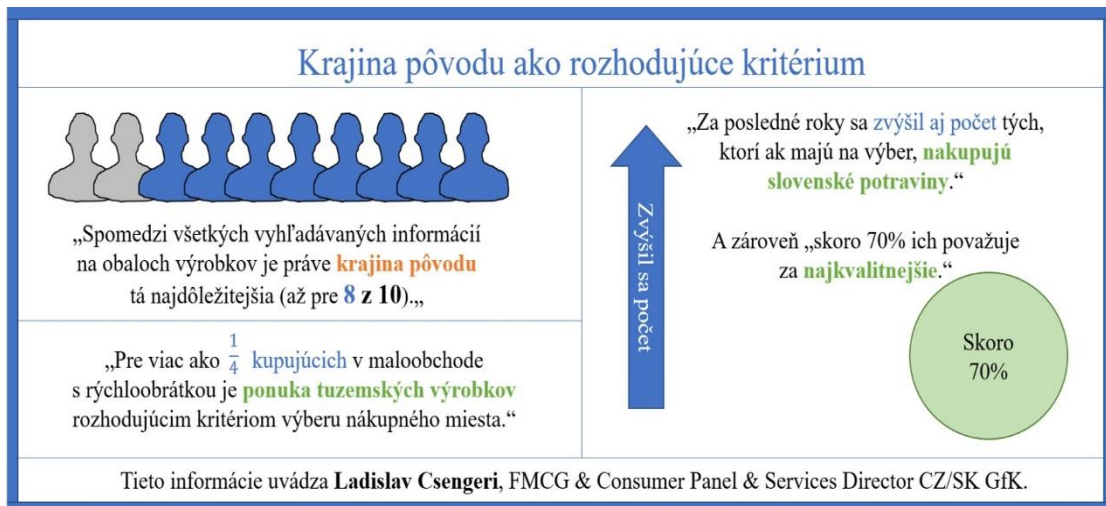 Krajina pôvodu ako rozhodujúce kritérium
„Spomedzi všetkých vyhľadávaných informácií
na obaloch výrobkov je práve krajina pôvodu
tá najdôležitejšia (až pre 8 z 10).„
„Pre viac ako 1/4 kupujúcich v maloobchode
s rýchloobrátkou je ponuka tuzemských výrobkov
rozhodujúcim kritériom výberu nákupného miesta.“
Zvýšil sa počet
„Za posledné roky sa zvýšil aj počet tých,
ktorí ak majú na výber, nakupujú
slovenské potraviny.“
A zároveň „skoro 70% ich považuje
za najkvalitnejšie.“
Skoro
70%
Tieto informácie uvádza Ladislav Csengeri, FMCG & Consumer Panel & Services Director CZ/SK GfK.